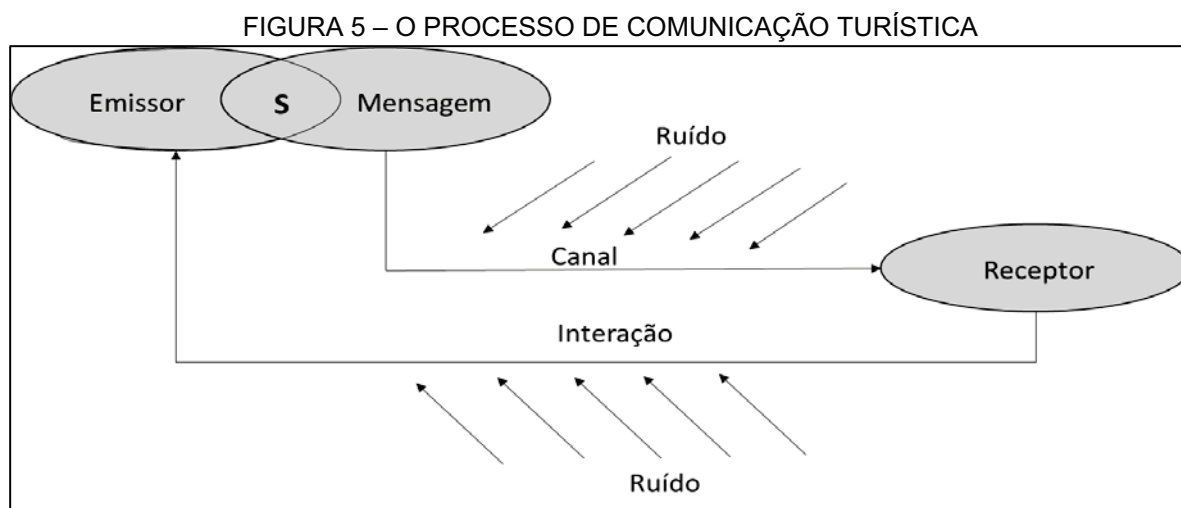 FIGURA 5 – O PROCESSO DE COMUNICAÇÃO TURÍSTICA
Emissor
S
Mensagem
Ruído
Canal
Receptor
Interação
Ruído